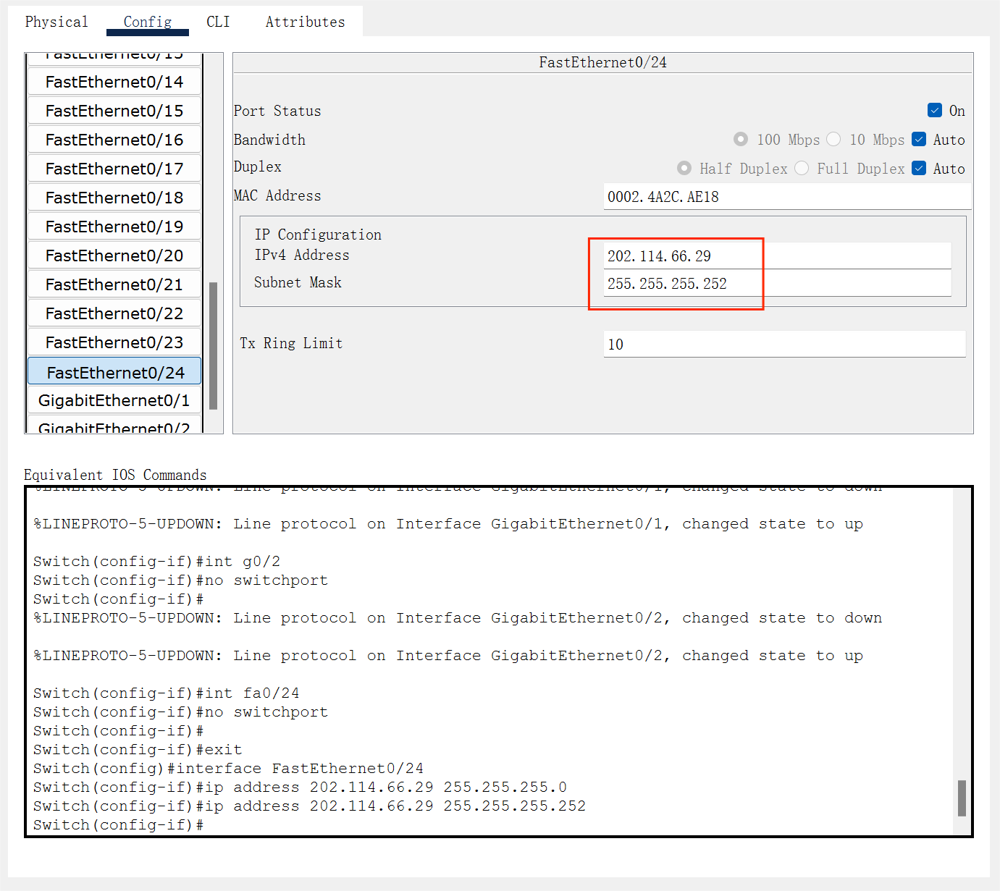 Physical Config CLI Attributes
FastEthernet0/13
FastEthernet0/14
FastEthernet0/15
FastEthernet0/16
FastEthernet0/17
FastEthernet0/18
FastEthernet0/19
FastEthernet0/20
FastEthernet0/21
FastEthernet0/22
FastEthernet0/23
FastEthernet0/24
GigabitEthernet0/1
GigabitEthernet0/2
FastEthernet0/24
Port Status On
Bandwidth 100 Mbps 10 Mbps Auto
Duplex Half Duplex Full Duplex Auto
MAC Address 0002.4A2C.AE18
IP Configuration
IPv4 Address 202.114.66.29
Subnet Mask 255.255.255.252
Tx Ring Limit 10
Equivalent IOS Commands
%LINEPROTO-5-UPDOWN: Line protocol on Interface GigabitEthernet0/1, changed state to down
%LINEPROTO-5-UPDOWN: Line protocol on Interface GigabitEthernet0/1, changed state to up
Switch(config-if)#int g0/2
Switch(config-if)#no switchport
Switch(config-if)#
%LINEPROTO-5-UPDOWN: Line protocol on Interface GigabitEthernet0/2, changed state to down
%LINEPROTO-5-UPDOWN: Line protocol on Interface GigabitEthernet0/2, changed state to up
Switch(config-if)#int fa0/24
Switch(config-if)#no switchport
Switch(config-if)#
Switch(config-if)#exit
Switch(config)#interface FastEthernet0/24
Switch(config-if)#ip address 202.114.66.29 255.255.255.0
Switch(config-if)#ip address 202.114.66.29 255.255.255.252
Switch(config-if)#